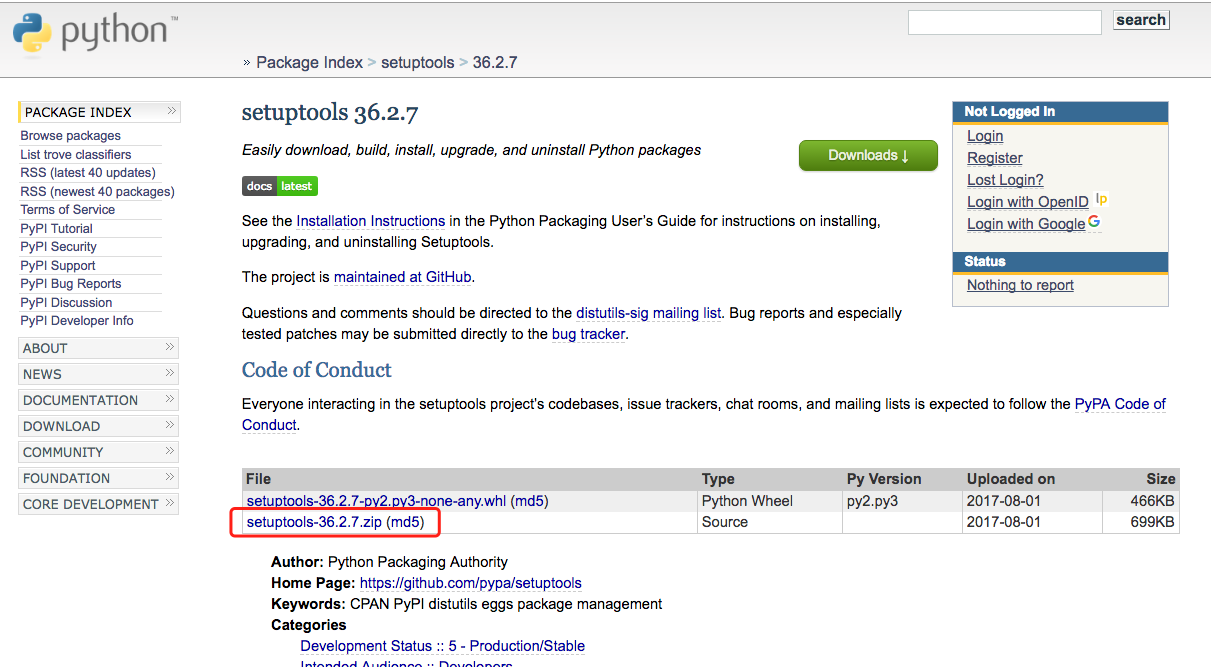 python™
search
» Package Index > setuptools > 36.2.7
PACKAGE INDEX »
Browse packages
List trove classifiers
RSS (latest 40 updates)
RSS (newest 40 packages)
Terms of Service
PyPI Tutorial
PyPI Security
PyPI Support
PyPI Bug Reports
PyPI Discussion
PyPI Developer Info
ABOUT »
NEWS »
DOCUMENTATION »
DOWNLOAD »
COMMUNITY »
FOUNDATION »
CORE DEVELOPMENT »
setuptools 36.2.7
Easily download, build, install, upgrade, and uninstall Python packages
Downloads ↓
docs latest
See the Installation Instructions in the Python Packaging User’s Guide for instructions on installing,
upgrading, and uninstalling Setuptools.
The project is maintained at GitHub.
Questions and comments should be directed to the distutils-sig mailing list. Bug reports and especially
tested patches may be submitted directly to the bug tracker.
Code of Conduct
Everyone interacting in the setuptools project’s codebases, issue trackers, chat rooms, and mailing lists is expected to follow the PyPA Code of
Conduct.
Not Logged In
Login
Register
Lost Login?
Login with OpenID lp
Login with Google G
Status
Nothing to report
File Type Py Version Uploaded on Size
setuptools-36.2.7-py2.py3-none-any.whl (md5) Python Wheel py2.py3 2017-08-01 466KB
setuptools-36.2.7.zip (md5) Source 2017-08-01 699KB
Author: Python Packaging Authority
Home Page: https://github.com/pypa/setuptools
Keywords: CPAN PyPI distutils eggs package management
Categories
Development Status :: 5 - Production/Stable
Intended Audience :: Developers